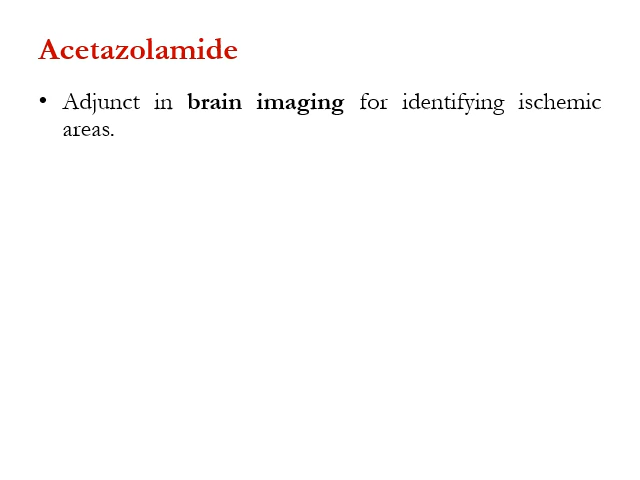 Acetazolamide
• Adjunct in brain imaging for identifying ischemic
areas.